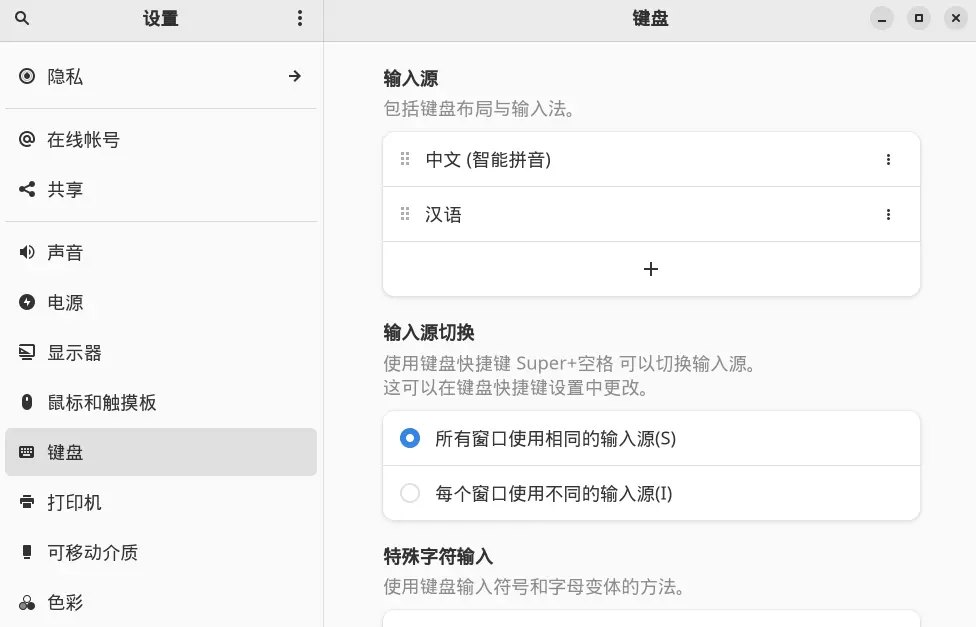 设置
键盘
隐私
在线帐号
共享
声音
电源
显示器
鼠标和触摸板
键盘
打印机
可移动介质
色彩
输入源
包括键盘布局与输入法。
中文 (智能拼音)
汉语
输入源切换
使用键盘快捷键 Super+空格 可以切换输入源。
这可以在键盘快捷键设置中更改。
所有窗口使用相同的输入源(S)
每个窗口使用不同的输入源(I)
特殊字符输入
使用键盘输入符号和字母变体的方法。